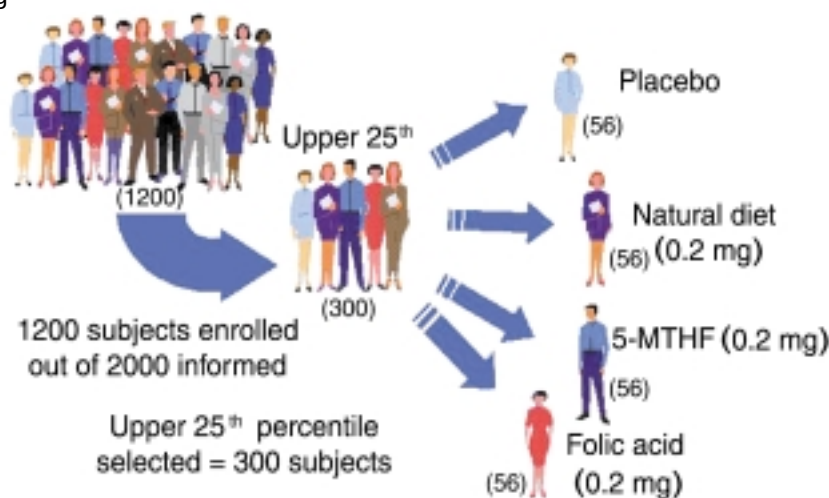 (1200)
Upper 25th
(300)
1200 subjects enrolled
out of 2000 informed
Upper 25th percentile
selected = 300 subjects
Placebo
(56)
Natural diet
(56) (0.2 mg)
5-MTHF (0.2 mg)
(56)
Folic acid
(56) (0.2 mg)